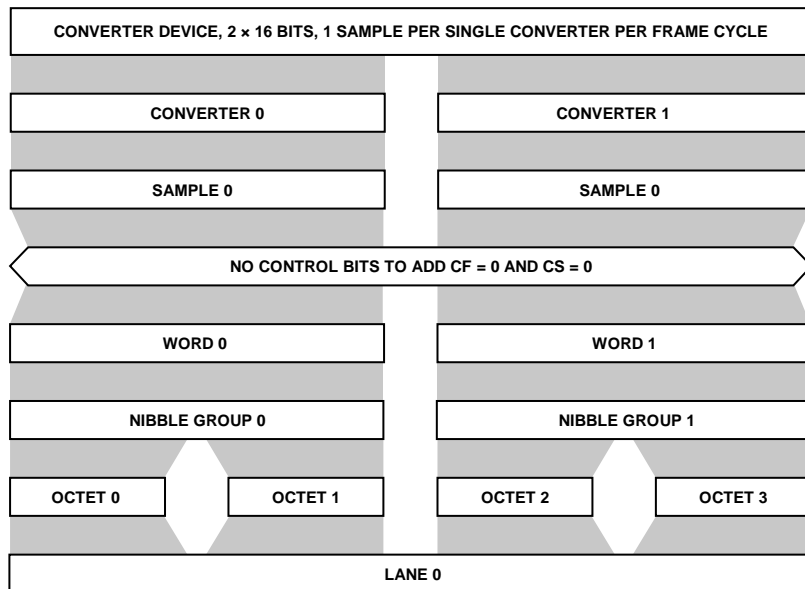 CONVERTER DEVICE, 2 × 16 BITS, 1 SAMPLE PER SINGLE CONVERTER PER FRAME CYCLE
CONVERTER 0
CONVERTER 1
SAMPLE 0
SAMPLE 0
NO CONTROL BITS TO ADD CF = 0 AND CS = 0
WORD 0
WORD 1
NIBBLE GROUP 0
NIBBLE GROUP 1
OCTET 0
OCTET 1
OCTET 2
OCTET 3
LANE 0